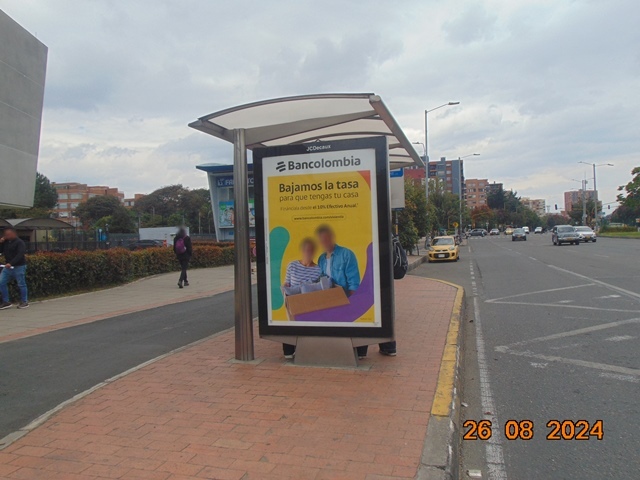 JCDecaux
Bancolombia
Bajamos la tasa
para que tengas tu casa
26 08 2024